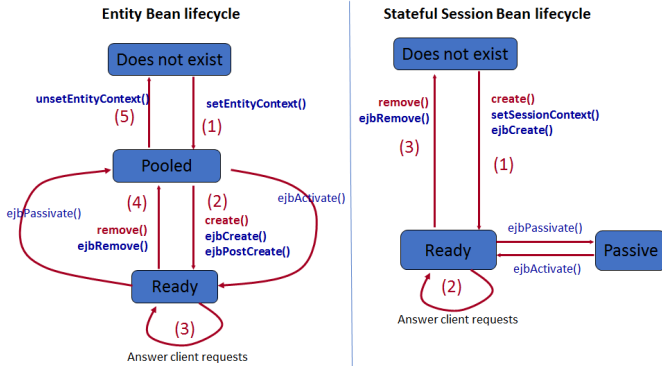 Entity Bean lifecycle
Does not exist
unsetEntityContext()
setEntityContext()
(5)
(1)
Pooled
(4)
(2)
ejbPassivate()
ejbActivate()
remove()
ejbRemove()
create()
ejbCreate()
ejbPostCreate()
Ready
(3)
Answer client requests
Stateful Session Bean lifecycle
Does not exist
remove()
ejbRemove()
(3)
create()
setSessionContext()
ejbCreate()
(1)
Ready
ejbPassivate()
ejbActivate()
Passive
(2)
Answer client requests